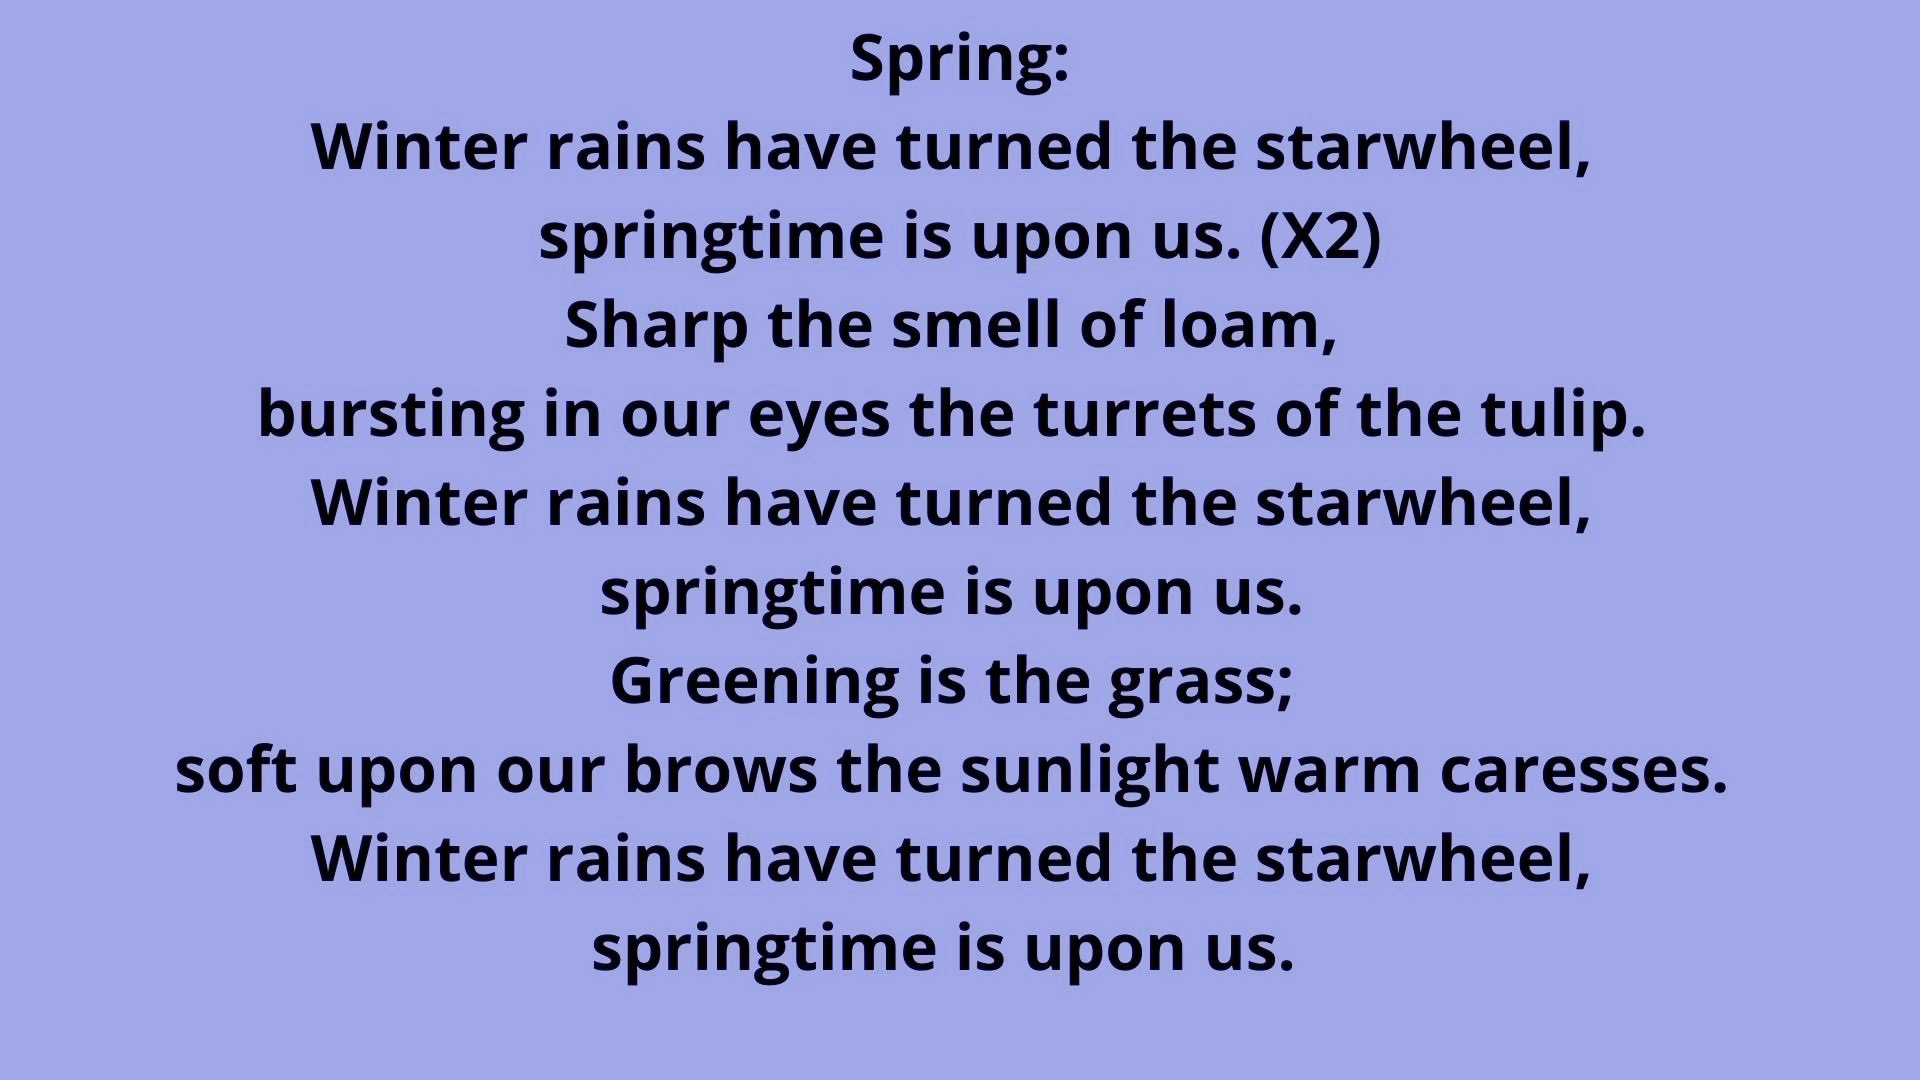 Spring:
Winter rains have turned the starwheel,
springtime is upon us. (X2)
Sharp the smell of loam,
bursting in our eyes the turrets of the tulip.
Winter rains have turned the starwheel,
springtime is upon us.
Greening is the grass;
soft upon our brows the sunlight warm caresses.
Winter rains have turned the starwheel,
springtime is upon us.